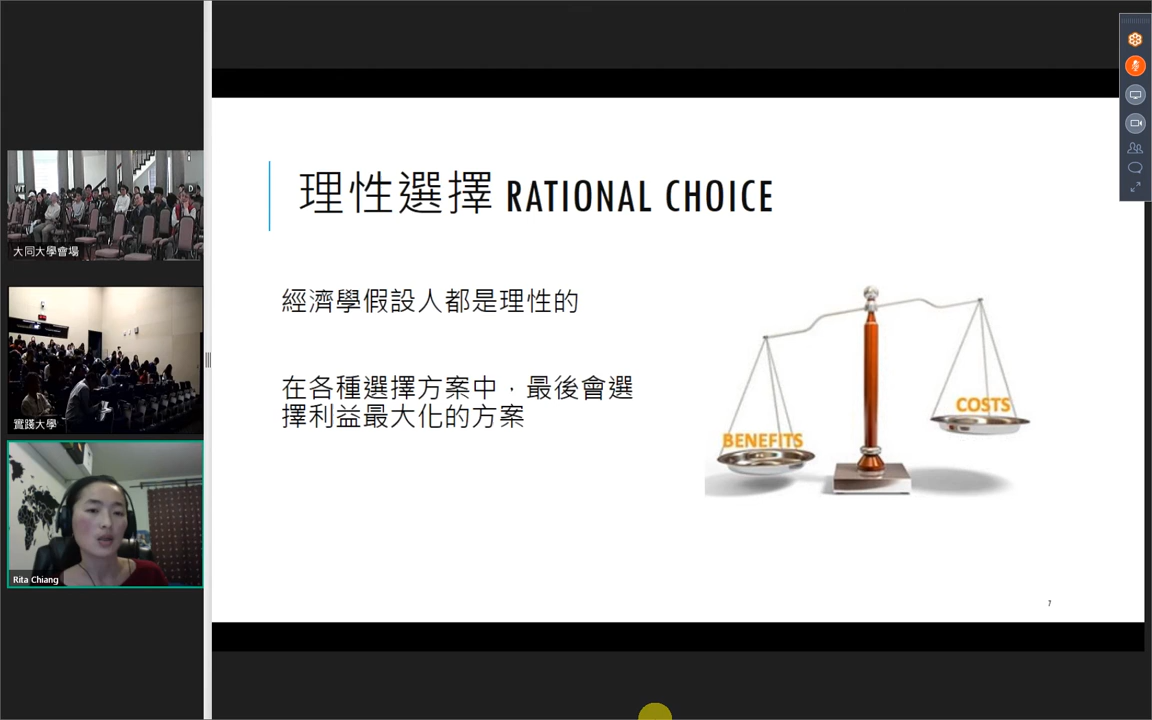 WT
D
大同大學會場
實踐大學
Rita Chiang
理性選擇 RATIONAL CHOICE
經濟學假設人都是理性的
在各種選擇方案中，最後會選
擇利益最大化的方案
BENEFITS
COSTS
7